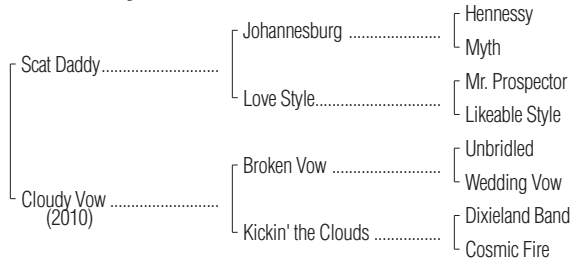 Hennessy
Johannesburg ....................
Myth
Scat Daddy..........................
Mr. Prospector
Love Style............................
Likeable Style
Unbridled
Broken Vow ........................
Wedding Vow
Cloudy Vow ........................
(2010)
Dixieland Band
Kickin' the Clouds ...............
Cosmic Fire